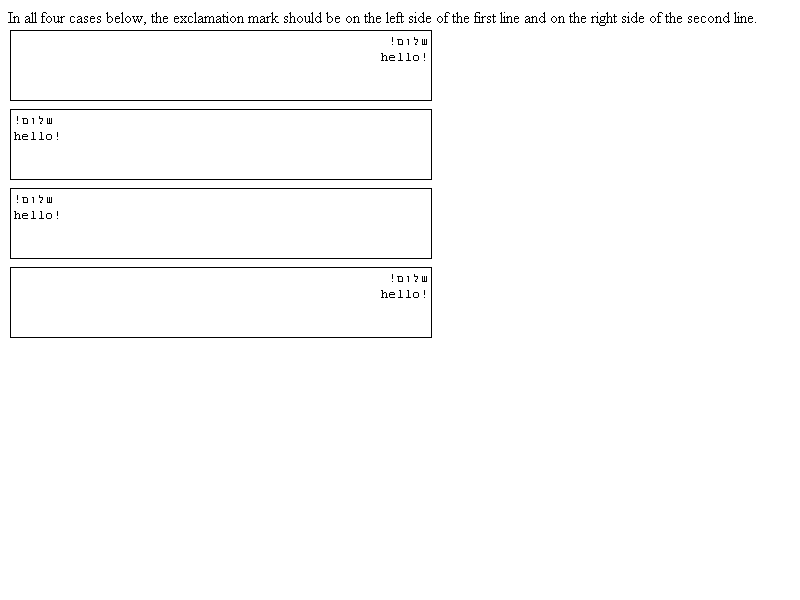 In all four cases below, the exclamation mark should be on the left side of the first line and on the right side of the second line.
שלום!
hello!
שלום!
hello!
שלום!
hello!
שלום!
hello!